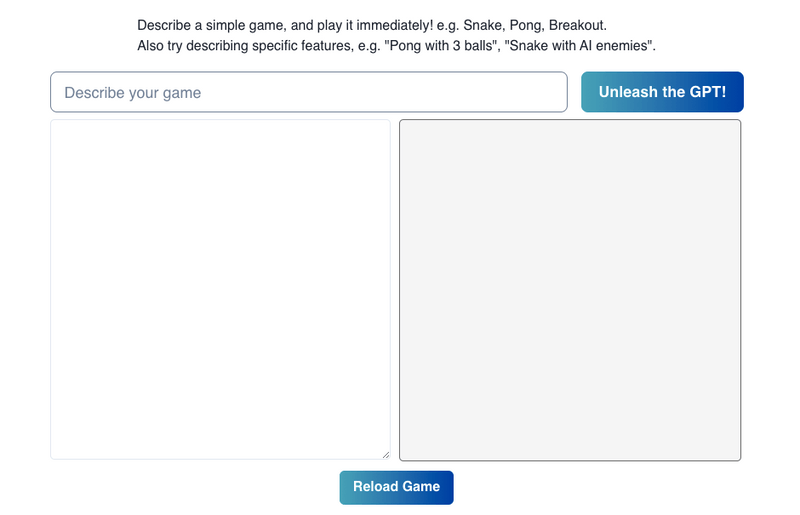 Describe a simple game, and play it immediately! e.g. Snake, Pong, Breakout.
Also try describing specific features, e.g. "Pong with 3 balls", "Snake with AI enemies".
Describe your game
Unleash the GPT!
Reload Game